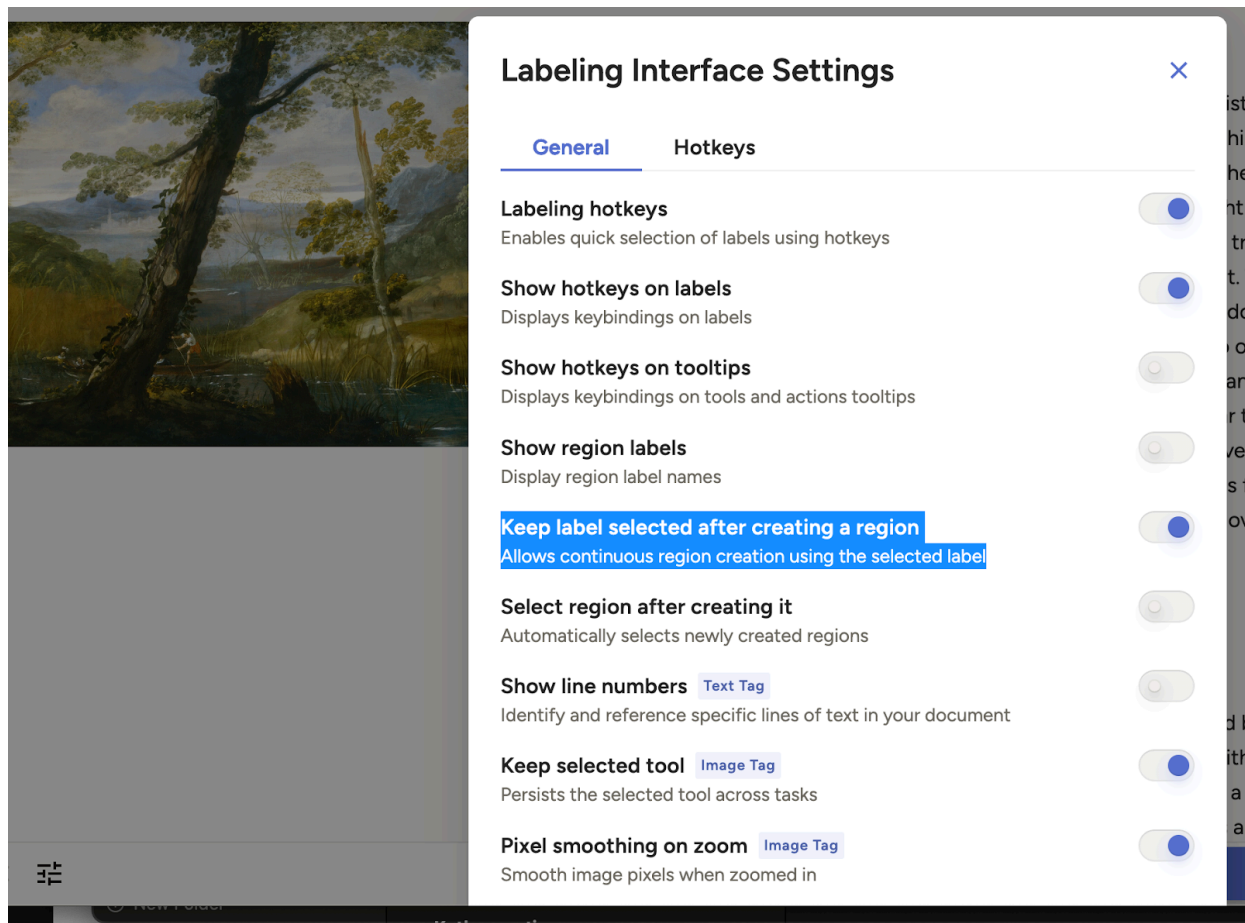 Labeling Interface Settings
General Hotkeys
Labeling hotkeys
Enables quick selection of labels using hotkeys
Show hotkeys on labels
Displays keybindings on labels
Show hotkeys on tooltips
Displays keybindings on tools and actions tooltips
Show region labels
Display region label names
Keep label selected after creating a region
Allows continuous region creation using the selected label
Select region after creating it
Automatically selects newly created regions
Show line numbers Text Tag
Identify and reference specific lines of text in your document
Keep selected tool Image Tag
Persists the selected tool across tasks
Pixel smoothing on zoom Image Tag
Smooth image pixels when zoomed in
New Folder